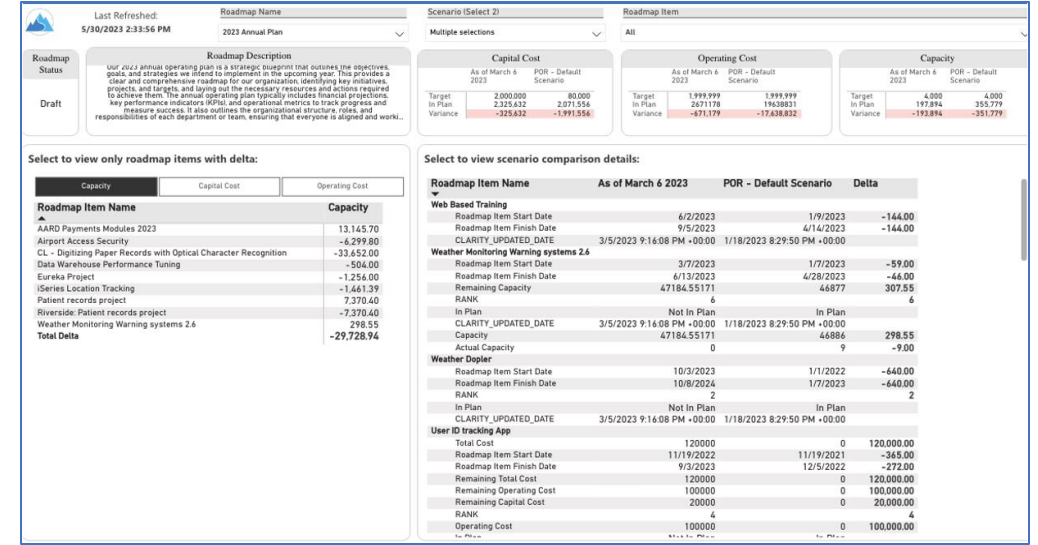 Last Refreshed:
5/30/2023 2:33:56 PM
Roadmap Name
2023 Annual Plan
Scenario (Select 2)
Multiple selections
Roadmap Item
All
Roadmap Status
Draft
Roadmap Description
Our 2023 annual operating plan is a strategic blueprint that outlines the objectives,
goals, and strategies we intend to implement in the upcoming year. This provides a
clear and comprehensive roadmap for our organization, identifying key initiatives,
projects, and targets, and laying out the necessary resources and actions required
to achieve them. The annual operating plan typically includes financial projections,
key performance indicators (KPIs), and operational metrics to track progress and
measure success. It also outlines the organizational structure, roles, and
responsibilities of each department or team, ensuring that everyone is aligned and worki..
Capital Cost
As of March 6 2023 POR - Default Scenario
Target 2,000,000 80,000
In Plan 2,325,632 2,071,556
Variance -325,632 -1,991,556
Operating Cost
As of March 6 2023 POR - Default Scenario
Target 1,999,999 1,999,999
In Plan 2671178 19638831
Variance -671,179 -17,638,832
Capacity
As of March 6 2023 POR - Default Scenario
Target 4,000 4,000
In Plan 197,894 355,779
Variance -193,894 -351,779
Select to view only roadmap items with delta:
Capacity Capital Cost Operating Cost
Roadmap Item Name Capacity
AARD Payments Modules 2023 13,145.70
Airport Access Security -6,299.80
CL - Digitizing Paper Records with Optical Character Recognition -33,652.00
Data Warehouse Performance Tuning -504.00
Eureka Project -1,256.00
iSeries Location Tracking -1,461.39
Patient records project 7,370.40
Riverside: Patient records project -7,370.40
Weather Monitoring Warning systems 2.6 298.55
Total Delta -29,728.94
Select to view scenario comparison details:
Roadmap Item Name As of March 6 2023 POR - Default Scenario Delta
Web Based Training
Roadmap Item Start Date 6/2/2023 1/9/2023 -144.00
Roadmap Item Finish Date 9/5/2023 4/14/2023 -144.00
CLARITY_UPDATED_DATE 3/5/2023 9:16:08 PM +00:00 1/18/2023 8:29:50 PM +00:00
Weather Monitoring Warning systems 2.6
Roadmap Item Start Date 3/7/2023 1/7/2023 -59.00
Roadmap Item Finish Date 6/13/2023 4/28/2023 -46.00
Remaining Capacity 47184.55171 46877 307.55
RANK 6 6
In Plan Not In Plan In Plan
CLARITY_UPDATED_DATE 3/5/2023 9:16:08 PM +00:00 1/18/2023 8:29:50 PM +00:00
Capacity 47184.55171 46886 298.55
Actual Capacity 0 9 -9.00
Weather Dopler
Roadmap Item Start Date 10/3/2023 1/1/2022 -640.00
Roadmap Item Finish Date 10/8/2024 1/7/2023 -640.00
RANK 2 2
In Plan Not In Plan In Plan
CLARITY_UPDATED_DATE 3/5/2023 9:16:08 PM +00:00 1/18/2023 8:29:50 PM +00:00
User ID tracking App
Total Cost 120000 0 120,000.00
Roadmap Item Start Date 11/19/2022 11/19/2021 -365.00
Roadmap Item Finish Date 9/3/2023 12/5/2022 -272.00
Remaining Total Cost 120000 0 120,000.00
Remaining Operating Cost 100000 0 100,000.00
Remaining Capital Cost 20000 0 20,000.00
RANK 4 4
Operating Cost 100000 0 100,000.00
In Plan Not In Plan In Plan